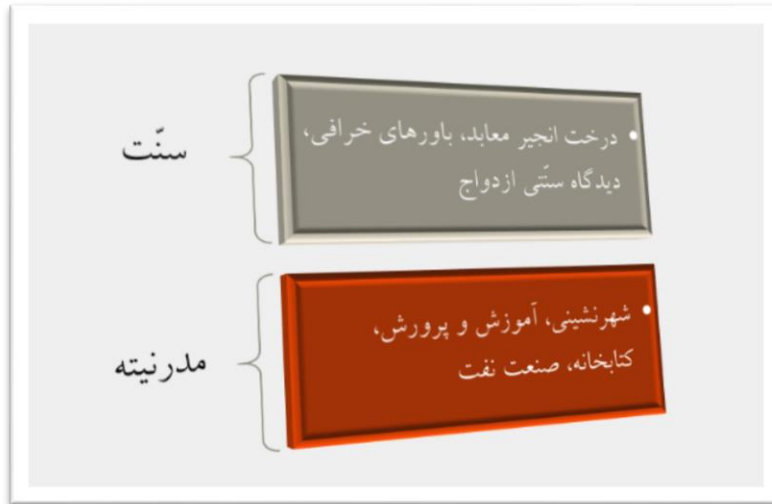 سنّت
• درخت انجیر معابد، باورهای خرافی،
دیدگاه سنّتی ازدواج
مدرنیته
• شهرنشینی، آموزش و پرورش،
کتابخانه، صنعت نفت